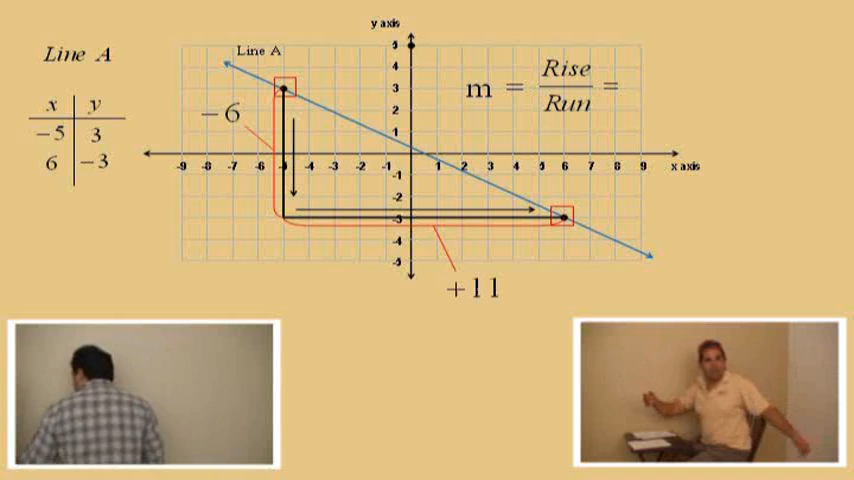 y axis
Line A
Line A
m = Rise / Run =
x y
−5 3
6 −3
−6
5
4
3
2
1
-9 -8 -7 -6 -4 -3 -2 -1 1 2 3 4 5 6 7 8 9 x axis
-1
-2
-3
-4
-5
+11